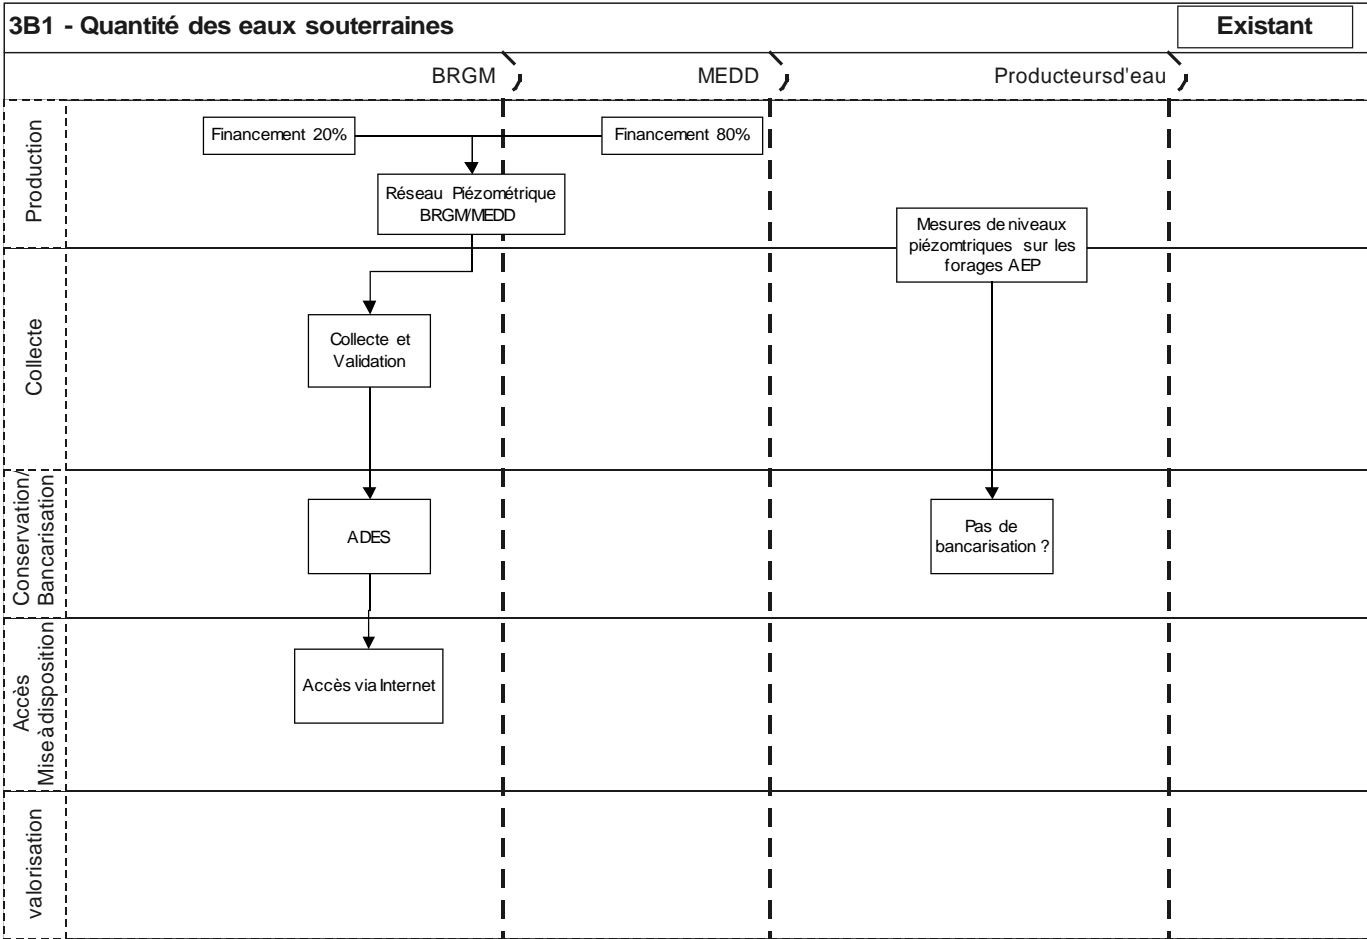 3B1 - Quantité des eaux souterraines
Existant
BRGM
MEDD
Producteursd'eau
Production
Financement 20%
Financement 80%
Réseau Piézométrique
BRGM/MEDD
Mesures de niveaux
piézomtriques sur les
forages AEP
Collecte
Collecte et
Validation
Conservation/
Bancarisation
ADES
Pas de
bancarisation ?
Accès
Mise à disposition
Accès via Internet
valorisation